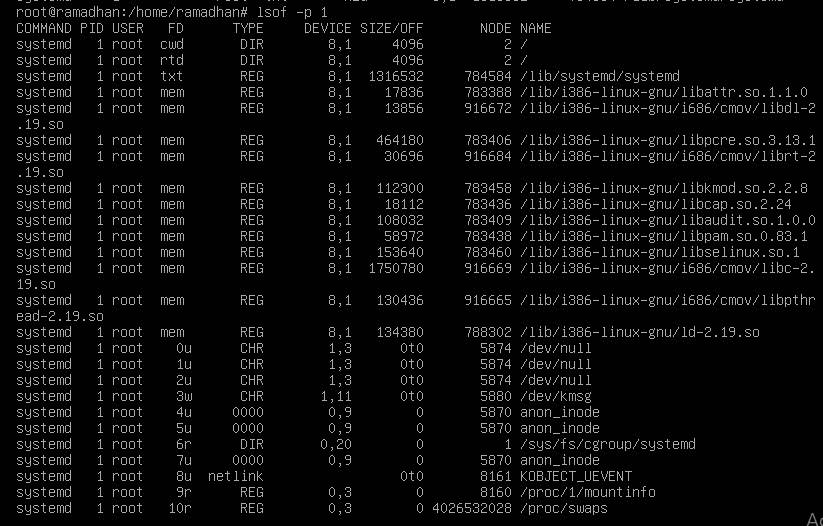 root@ramadhan:/home/ramadhan# lsof -p 1
COMMAND PID USER   FD      TYPE     DEVICE SIZE/OFF       NODE NAME
systemd   1 root  cwd       DIR        8,1     4096          2 /
systemd   1 root  rtd       DIR        8,1     4096          2 /
systemd   1 root  txt       REG        8,1  1316532     784584 /lib/systemd/systemd
systemd   1 root  mem       REG        8,1    17836     783388 /lib/i386-linux-gnu/libattr.so.1.1.0
systemd   1 root  mem       REG        8,1    13856     916672 /lib/i386-linux-gnu/i686/cmov/libdl-2
.19.so
systemd   1 root  mem       REG        8,1   464180     783406 /lib/i386-linux-gnu/libpcre.so.3.13.1
systemd   1 root  mem       REG        8,1    30696     916684 /lib/i386-linux-gnu/i686/cmov/librt-2
.19.so
systemd   1 root  mem       REG        8,1   112300     783458 /lib/i386-linux-gnu/libkmod.so.2.2.8
systemd   1 root  mem       REG        8,1    18112     783436 /lib/i386-linux-gnu/libcap.so.2.24
systemd   1 root  mem       REG        8,1   108032     783409 /lib/i386-linux-gnu/libaudit.so.1.0.0
systemd   1 root  mem       REG        8,1    58972     783438 /lib/i386-linux-gnu/libpam.so.0.83.1
systemd   1 root  mem       REG        8,1   153640     783460 /lib/i386-linux-gnu/libselinux.so.1
systemd   1 root  mem       REG        8,1  1750780     916669 /lib/i386-linux-gnu/i686/cmov/libc-2.
19.so
systemd   1 root  mem       REG        8,1   130436     916665 /lib/i386-linux-gnu/i686/cmov/libpthr
ead-2.19.so
systemd   1 root  mem       REG        8,1   134380     788302 /lib/i386-linux-gnu/ld-2.19.so
systemd   1 root   0u       CHR        1,3      0t0       5874 /dev/null
systemd   1 root   1u       CHR        1,3      0t0       5874 /dev/null
systemd   1 root   2u       CHR        1,3      0t0       5874 /dev/null
systemd   1 root   3w       CHR       1,11      0t0       5880 /dev/kmsg
systemd   1 root   4u      0000        0,9        0       5870 anon_inode
systemd   1 root   5u      0000        0,9        0       5870 anon_inode
systemd   1 root   6r       DIR       0,20        0          1 /sys/fs/cgroup/systemd
systemd   1 root   7u      0000        0,9        0       5870 anon_inode
systemd   1 root   8u   netlink                 0t0       8161 KOBJECT_UEVENT
systemd   1 root   9r       REG        0,3        0       8160 /proc/1/mountinfo
systemd   1 root  10r       REG        0,3        0 4026532028 /proc/swaps